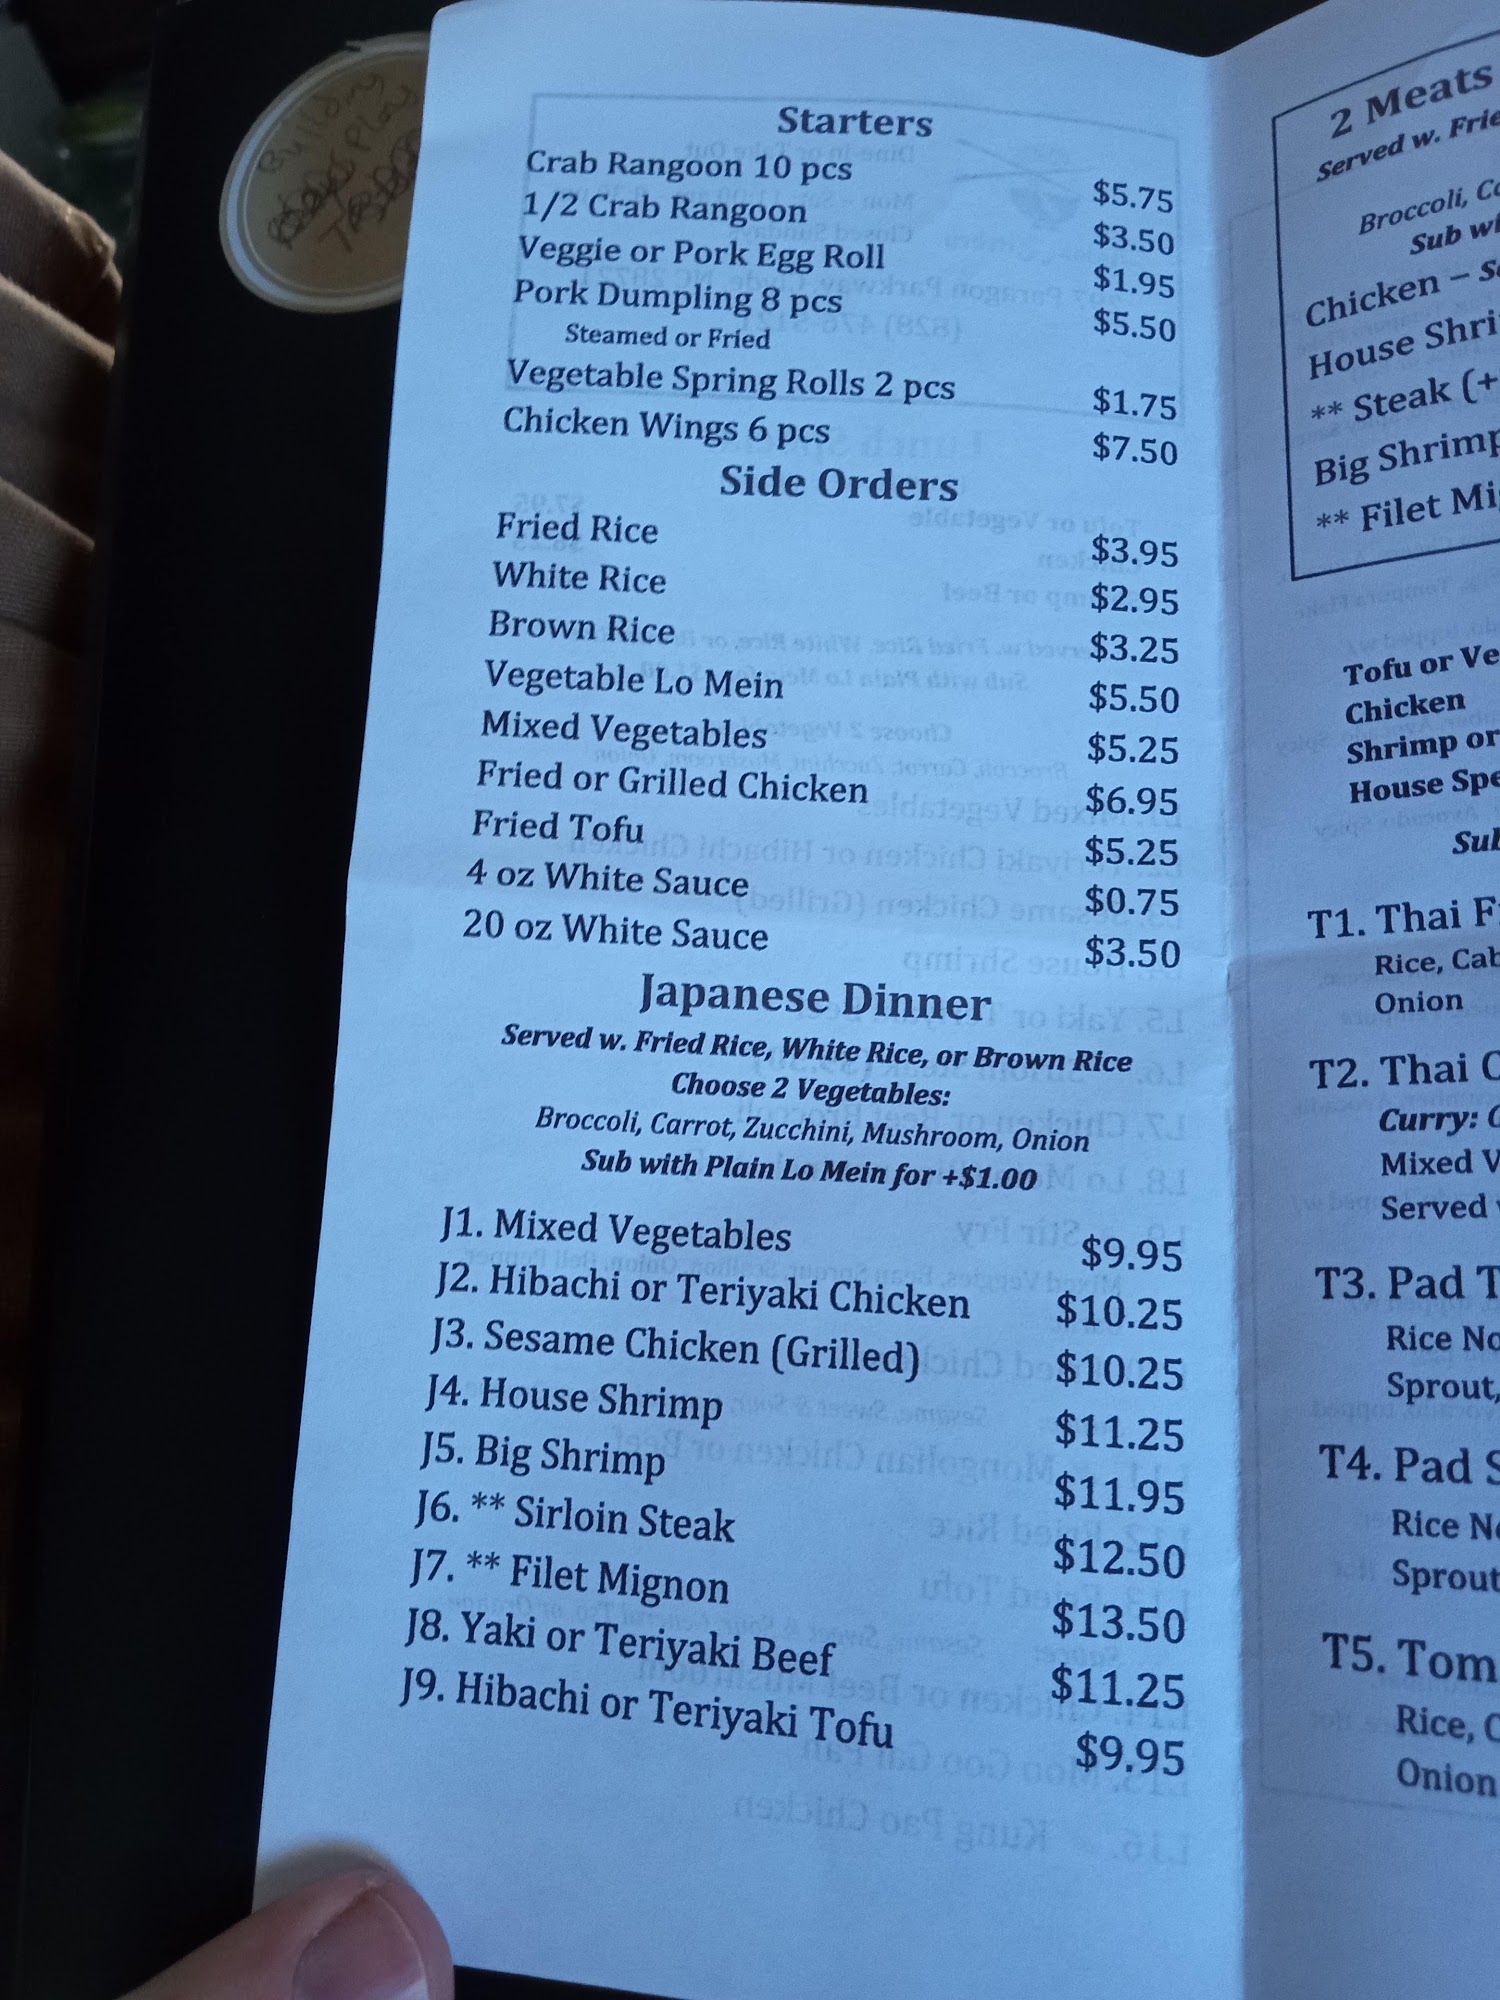 Starters
Crab Rangoon 10 pcs $5.75
1/2 Crab Rangoon $3.50
Veggie or Pork Egg Roll $1.95
Pork Dumpling 8 pcs $5.50
Steamed or Fried
Vegetable Spring Rolls 2 pcs $1.75
Chicken Wings 6 pcs $7.50
Side Orders
Fried Rice $3.95
White Rice $2.95
Brown Rice $3.25
Vegetable Lo Mein $5.50
Mixed Vegetables $5.25
Fried or Grilled Chicken $6.95
Fried Tofu $5.25
4 oz White Sauce $0.75
20 oz White Sauce $3.50
Japanese Dinner
Served w. Fried Rice, White Rice, or Brown Rice
Choose 2 Vegetables:
Broccoli, Carrot, Zucchini, Mushroom, Onion
Sub with Plain Lo Mein for +$1.00
J1. Mixed Vegetables $9.95
J2. Hibachi or Teriyaki Chicken $10.25
J3. Sesame Chicken (Grilled) $10.25
J4. House Shrimp $11.25
J5. Big Shrimp $11.95
J6. ** Sirloin Steak $12.50
J7. ** Filet Mignon $13.50
J8. Yaki or Teriyaki Beef $11.25
J9. Hibachi or Teriyaki Tofu $9.95
2 Meats
Served w.
Broccoli,
Sub
Chicken –
House
** Steak (+
Big
** Filet
Tofu or
Chicken
Shrimp or
House
T1. Thai
Rice,
Onion
T2. Thai
Curry:
Mixed
Served
T3. Pad
Rice
Sprout,
T4. Pad
Rice
Sprout
T5. Tom
Rice,
Onion
Building